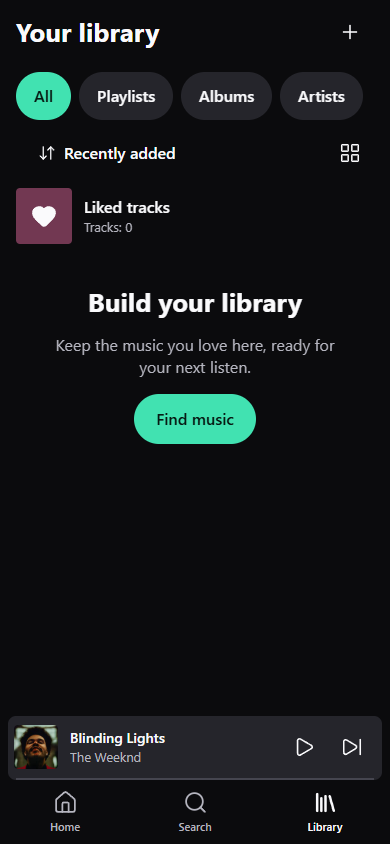 Your library
All
Playlists
Albums
Artists
Recently added
Liked tracks
Tracks: 0
Build your library
Keep the music you love here, ready for
your next listen.
Find music
Blinding Lights
The Weeknd
Home
Search
Library